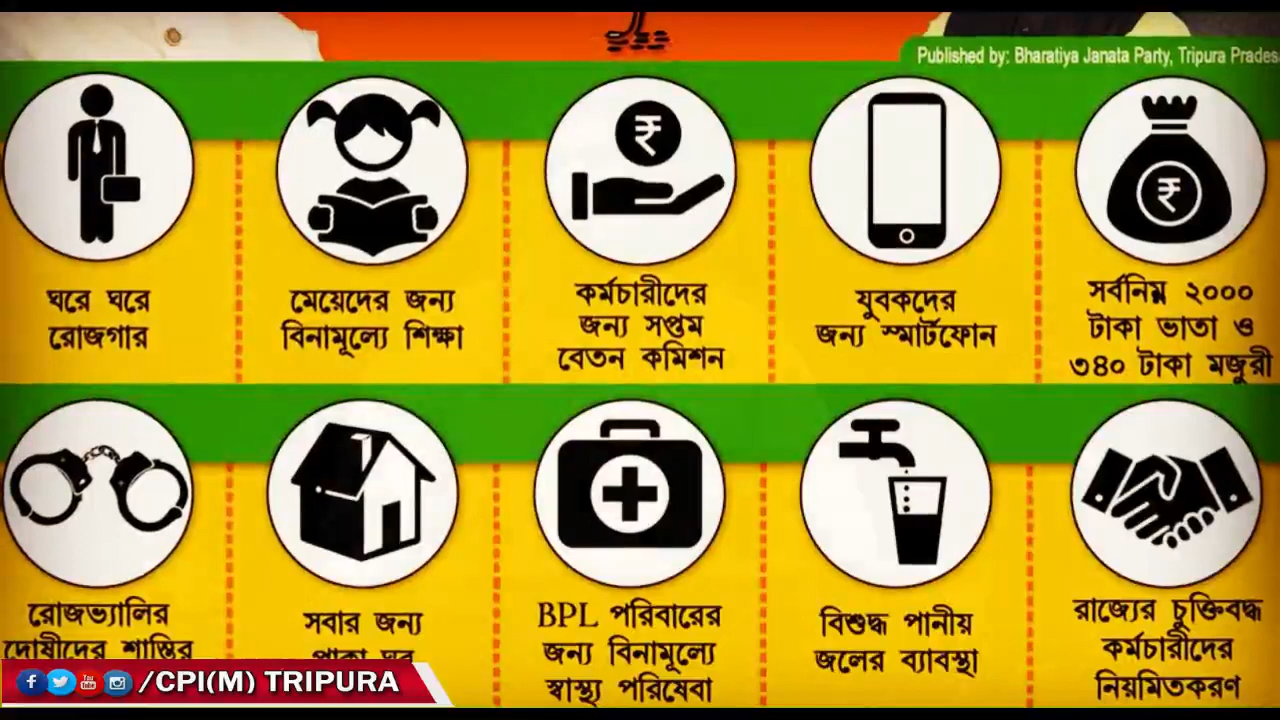 Published by: Bharatiya Janata Party, Tripura
ঘরে ঘরে
রোজগার
মেয়েদের জন্য
বিনামূল্যে শিক্ষা
কর্মচারীদের
জন্য সপ্তম
বেতন কমিশন
যুবকদের
জন্য স্মার্টফোন
সর্বনিম্ন ২০০০
টাকা ভাতা ও
৩৪০ টাকা মজুরী
রোজভ্যালির
দোষীদের শাস্তির
সবার জন্য
পাকা ঘর
BPL পরিবারের
জন্য বিনামূল্যে
স্বাস্থ্য পরিষেবা
বিশুদ্ধ পানীয়
জলের ব্যাবস্থা
রাজ্যের চুক্তিবদ্ধ
কর্মচারীদের
নিয়মিতকরণ
/CPI(M) TRIPURA